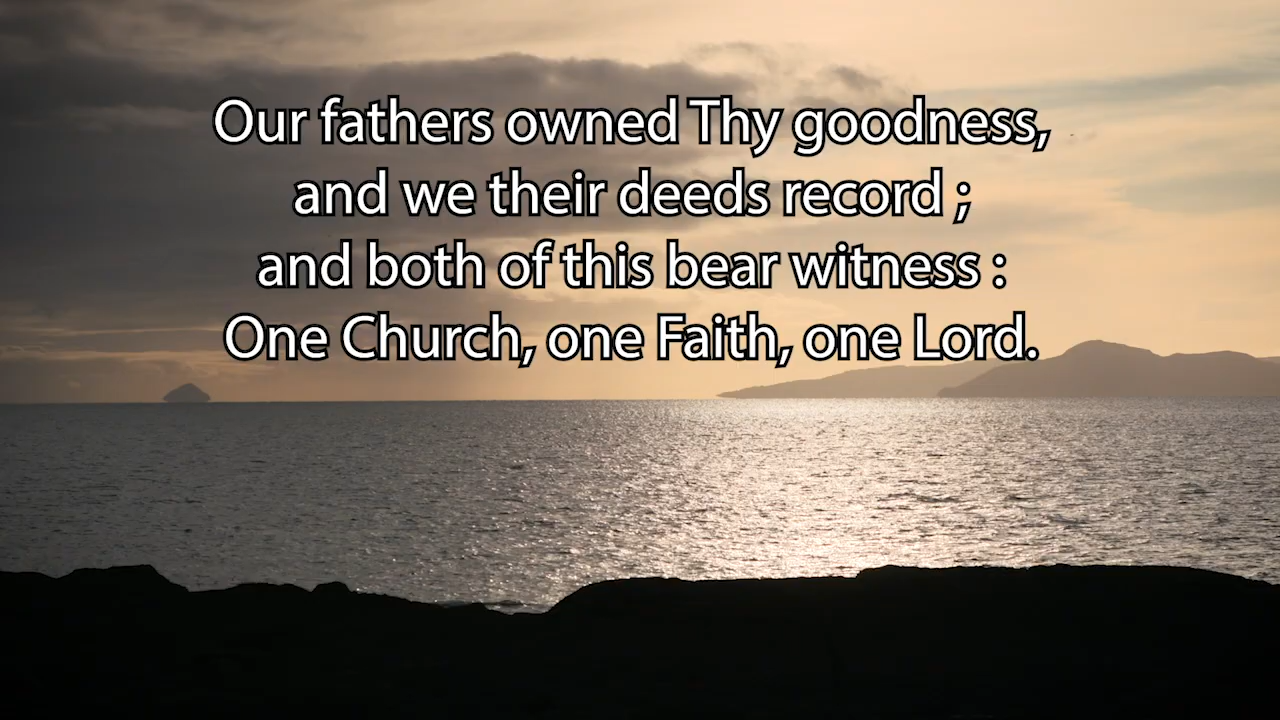 Our fathers owned Thy goodness,
and we their deeds record ;
and both of this bear witness :
One Church, one Faith, one Lord.